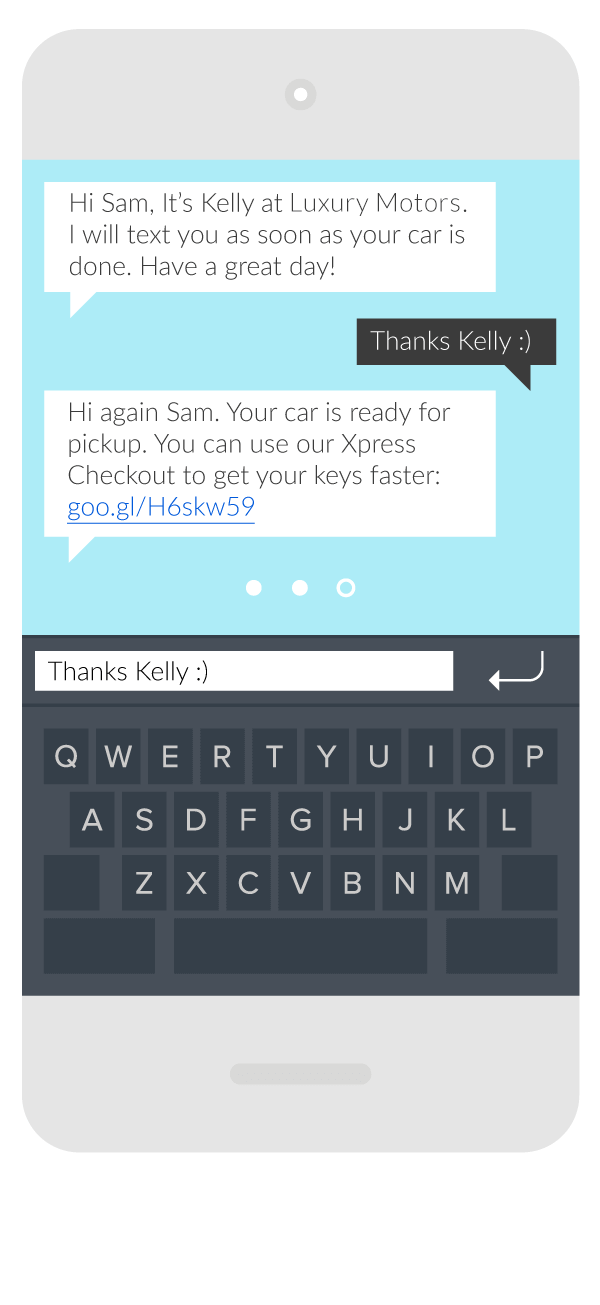 Hi Sam, It’s Kelly at Luxury Motors.
I will text you as soon as your car is
done. Have a great day!
Thanks Kelly :)
Hi again Sam. Your car is ready for
pickup. You can use our Xpress
Checkout to get your keys faster:
goo.gl/H6skw59
Thanks Kelly :)
Q W E R T Y U I O P
A S D F G H J K L
Z X C V B N M